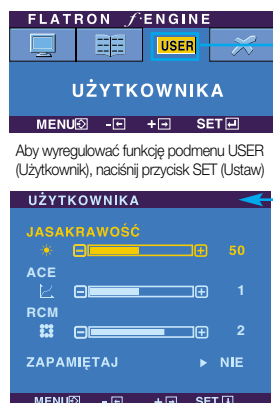 FLATRON f ENGINE
USER
UŻYTKOWNIKA
MENU - + SET
Aby wyregulować funkcję podmenu USER
(Użytkownik), naciśnij przycisk SET (Ustaw)
UŻYTKOWNIKA
JASAKRAWOŚĆ
50
ACE
1
RCM
2
ZAPAMIĘTAJ ▶ NIE
MENU - + SET